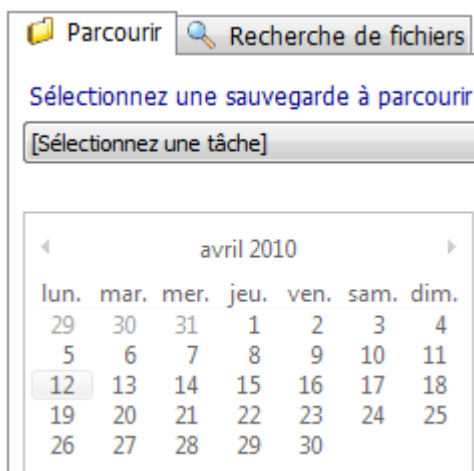 Parcourir Recherche de fichiers
Sélectionnez une sauvegarde à parcourir
[Sélectionnez une tâche]
avril 2010
lun. mar. mer. jeu. ven. sam. dim.
29 30 31 1 2 3 4
5 6 7 8 9 10 11
12 13 14 15 16 17 18
19 20 21 22 23 24 25
26 27 28 29 30